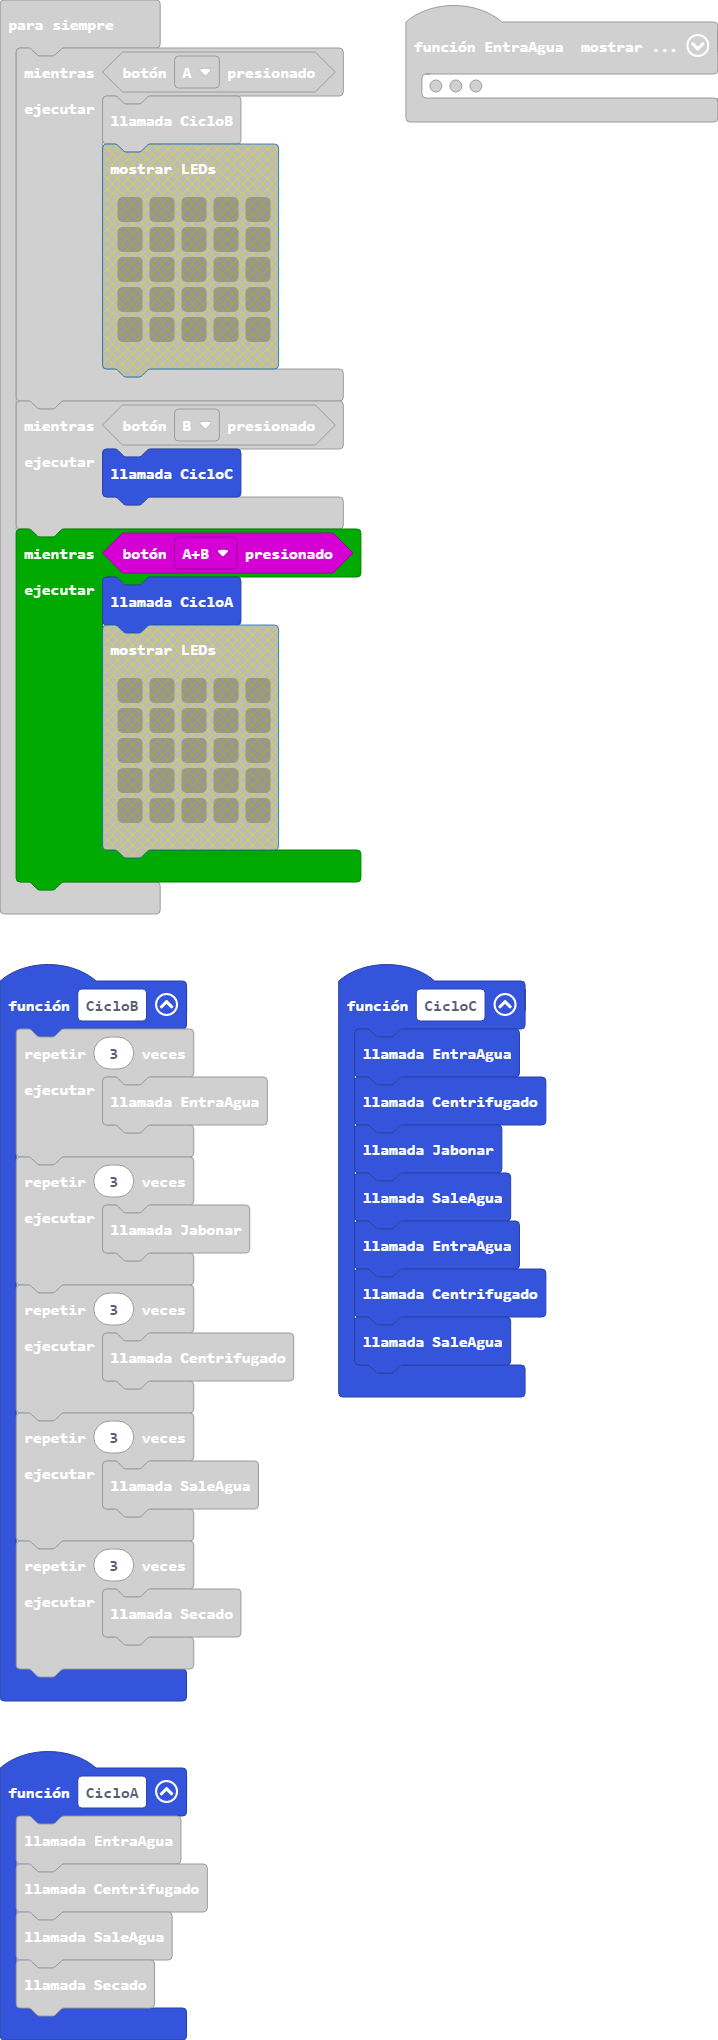 para siempre
mientras botón A presionado
ejecutar
llamada CicloB
mostrar LEDs
mientras botón B presionado
ejecutar
llamada CicloC
mientras botón A+B presionado
ejecutar
llamada CicloA
mostrar LEDs
función EntraAgua mostrar ...
función CicloB
repetir 3 veces
ejecutar
llamada EntraAgua
repetir 3 veces
ejecutar
llamada Jabonar
repetir 3 veces
ejecutar
llamada Centrifugado
repetir 3 veces
ejecutar
llamada SaleAgua
repetir 3 veces
ejecutar
llamada Secado
función CicloC
llamada EntraAgua
llamada Centrifugado
llamada Jabonar
llamada SaleAgua
llamada EntraAgua
llamada Centrifugado
llamada SaleAgua
función CicloA
llamada EntraAgua
llamada Centrifugado
llamada SaleAgua
llamada Secado